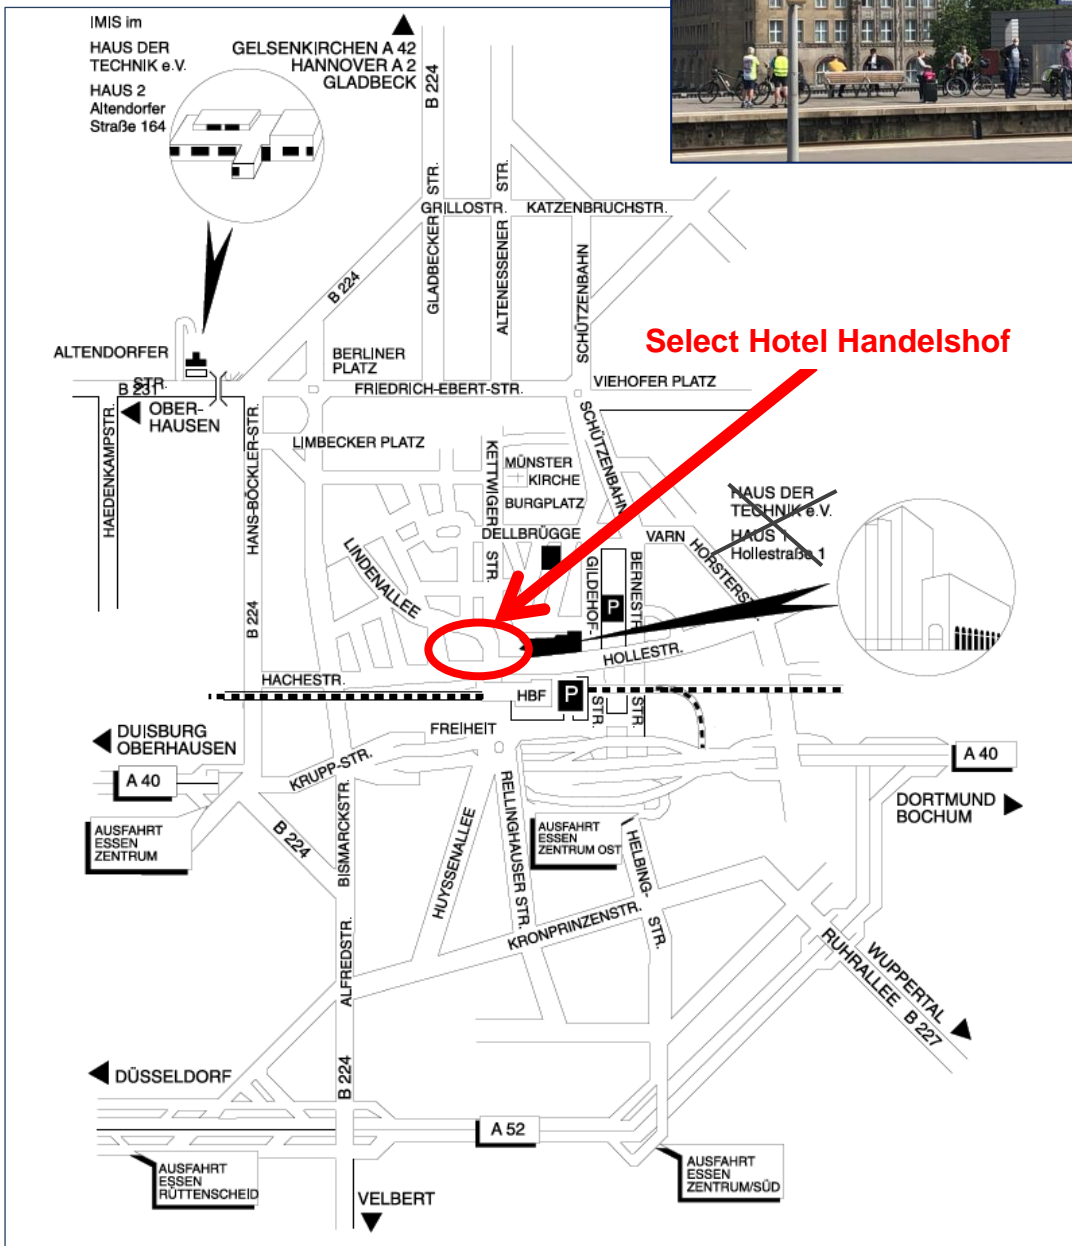 IMIS im
HAUS DER
TECHNIK e.V.
HAUS 2
Altendorfer
Straße 164
GELSENKIRCHEN A 42
HANNOVER A 2
GLADBECK
B 224
GLADBECKER STR.
ALTENESSENER STR.
GRILLOSTR.
KATZENBRUCHSTR.
SCHÜTZENBAHN
B 224
Select Hotel Handelshof
ALTENDORFER
STR.
B 231
OBER-
HAUSEN
BERLINER
PLATZ
FRIEDRICH-EBERT-STR.
VIEHOFER PLATZ
HAEDENKAMPSTR.
HANS-BÖCKLER-STR.
B 224
LIMBECKER PLATZ
KETTWIGER STR.
MÜNSTER
KIRCHE
BURGPLATZ
SCHÜTZENBAHN
DELLBRÜGGE
VARN
HORSTERSTR.
HAUS DER
TECHNIK e.V.
HAUS 1
Hollestraße 1
LINDENALLEE
GILDEHOF-
STR.
BERNESTR.
STR.
P
HOLLESTR.
HACHESTR.
HBF
P
FREIHEIT
DUISBURG
OBERHAUSEN
A 40
KRUPP-STR.
A 40
DORTMUND
BOCHUM
AUSFAHRT
ESSEN
ZENTRUM
B 224
BISMARCKSTR.
HUYSSENALLEE
RELLINGHAUSER STR.
AUSFAHRT
ESSEN
ZENTRUM OST
HELBING-
STR.
KRONPRINZENSTR.
ALFREDSTR.
WUPPERTAL
RUHRALLEE B 227
DÜSSELDORF
B 224
A 52
AUSFAHRT
ESSEN
RÜTTENSCHEID
VELBERT
AUSFAHRT
ESSEN
ZENTRUM/SÜD